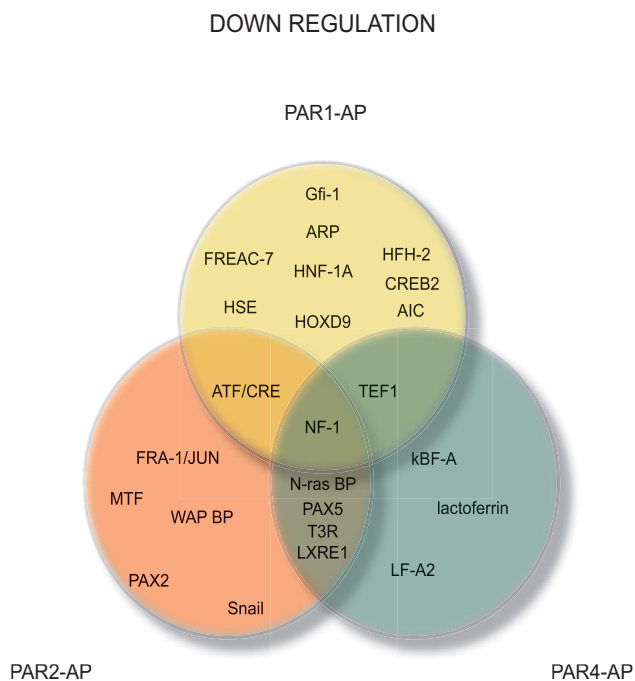 DOWN REGULATION
PAR1-AP
Gfi-1
ARP
FREAC-7
HFH-2
HNF-1A
CREB2
HSE
AIC
HOXD9
ATF/CRE
TEF1
NF-1
FRA-1/JUN
kBF-A
N-ras BP
MTF
WAP BP
PAX5
lactoferrin
T3R
LXRE1
PAX2
LF-A2
Snail
PAR2-AP
PAR4-AP